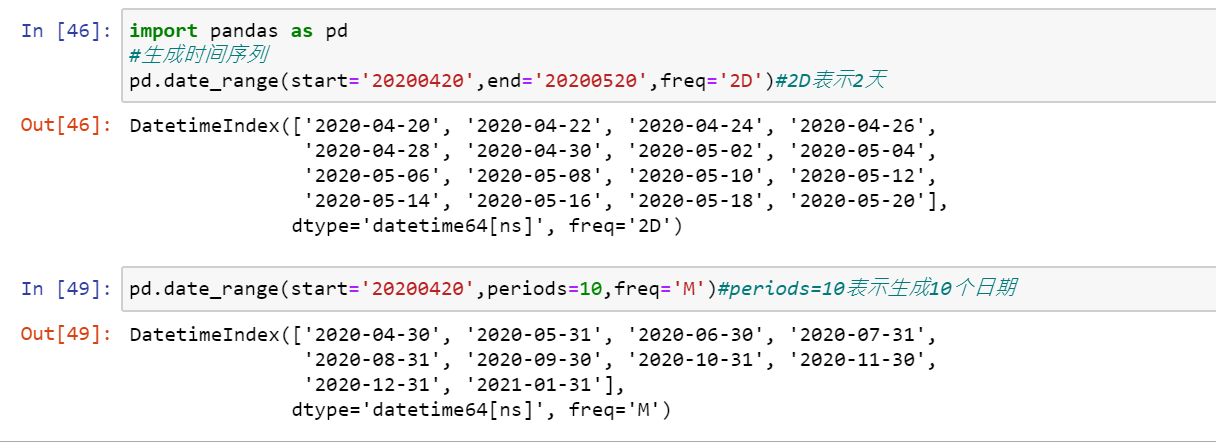 In [46]: import pandas as pd
#生成时间序列
pd.date_range(start='20200420',end='20200520',freq='2D')#2D表示2天
Out[46]: DatetimeIndex(['2020-04-20', '2020-04-22', '2020-04-24', '2020-04-26',
'2020-04-28', '2020-04-30', '2020-05-02', '2020-05-04',
'2020-05-06', '2020-05-08', '2020-05-10', '2020-05-12',
'2020-05-14', '2020-05-16', '2020-05-18', '2020-05-20'],
dtype='datetime64[ns]', freq='2D')
In [49]: pd.date_range(start='20200420',periods=10,freq='M')#periods=10表示生成10个日期
Out[49]: DatetimeIndex(['2020-04-30', '2020-05-31', '2020-06-30', '2020-07-31',
'2020-08-31', '2020-09-30', '2020-10-31', '2020-11-30',
'2020-12-31', '2021-01-31'],
dtype='datetime64[ns]', freq='M')